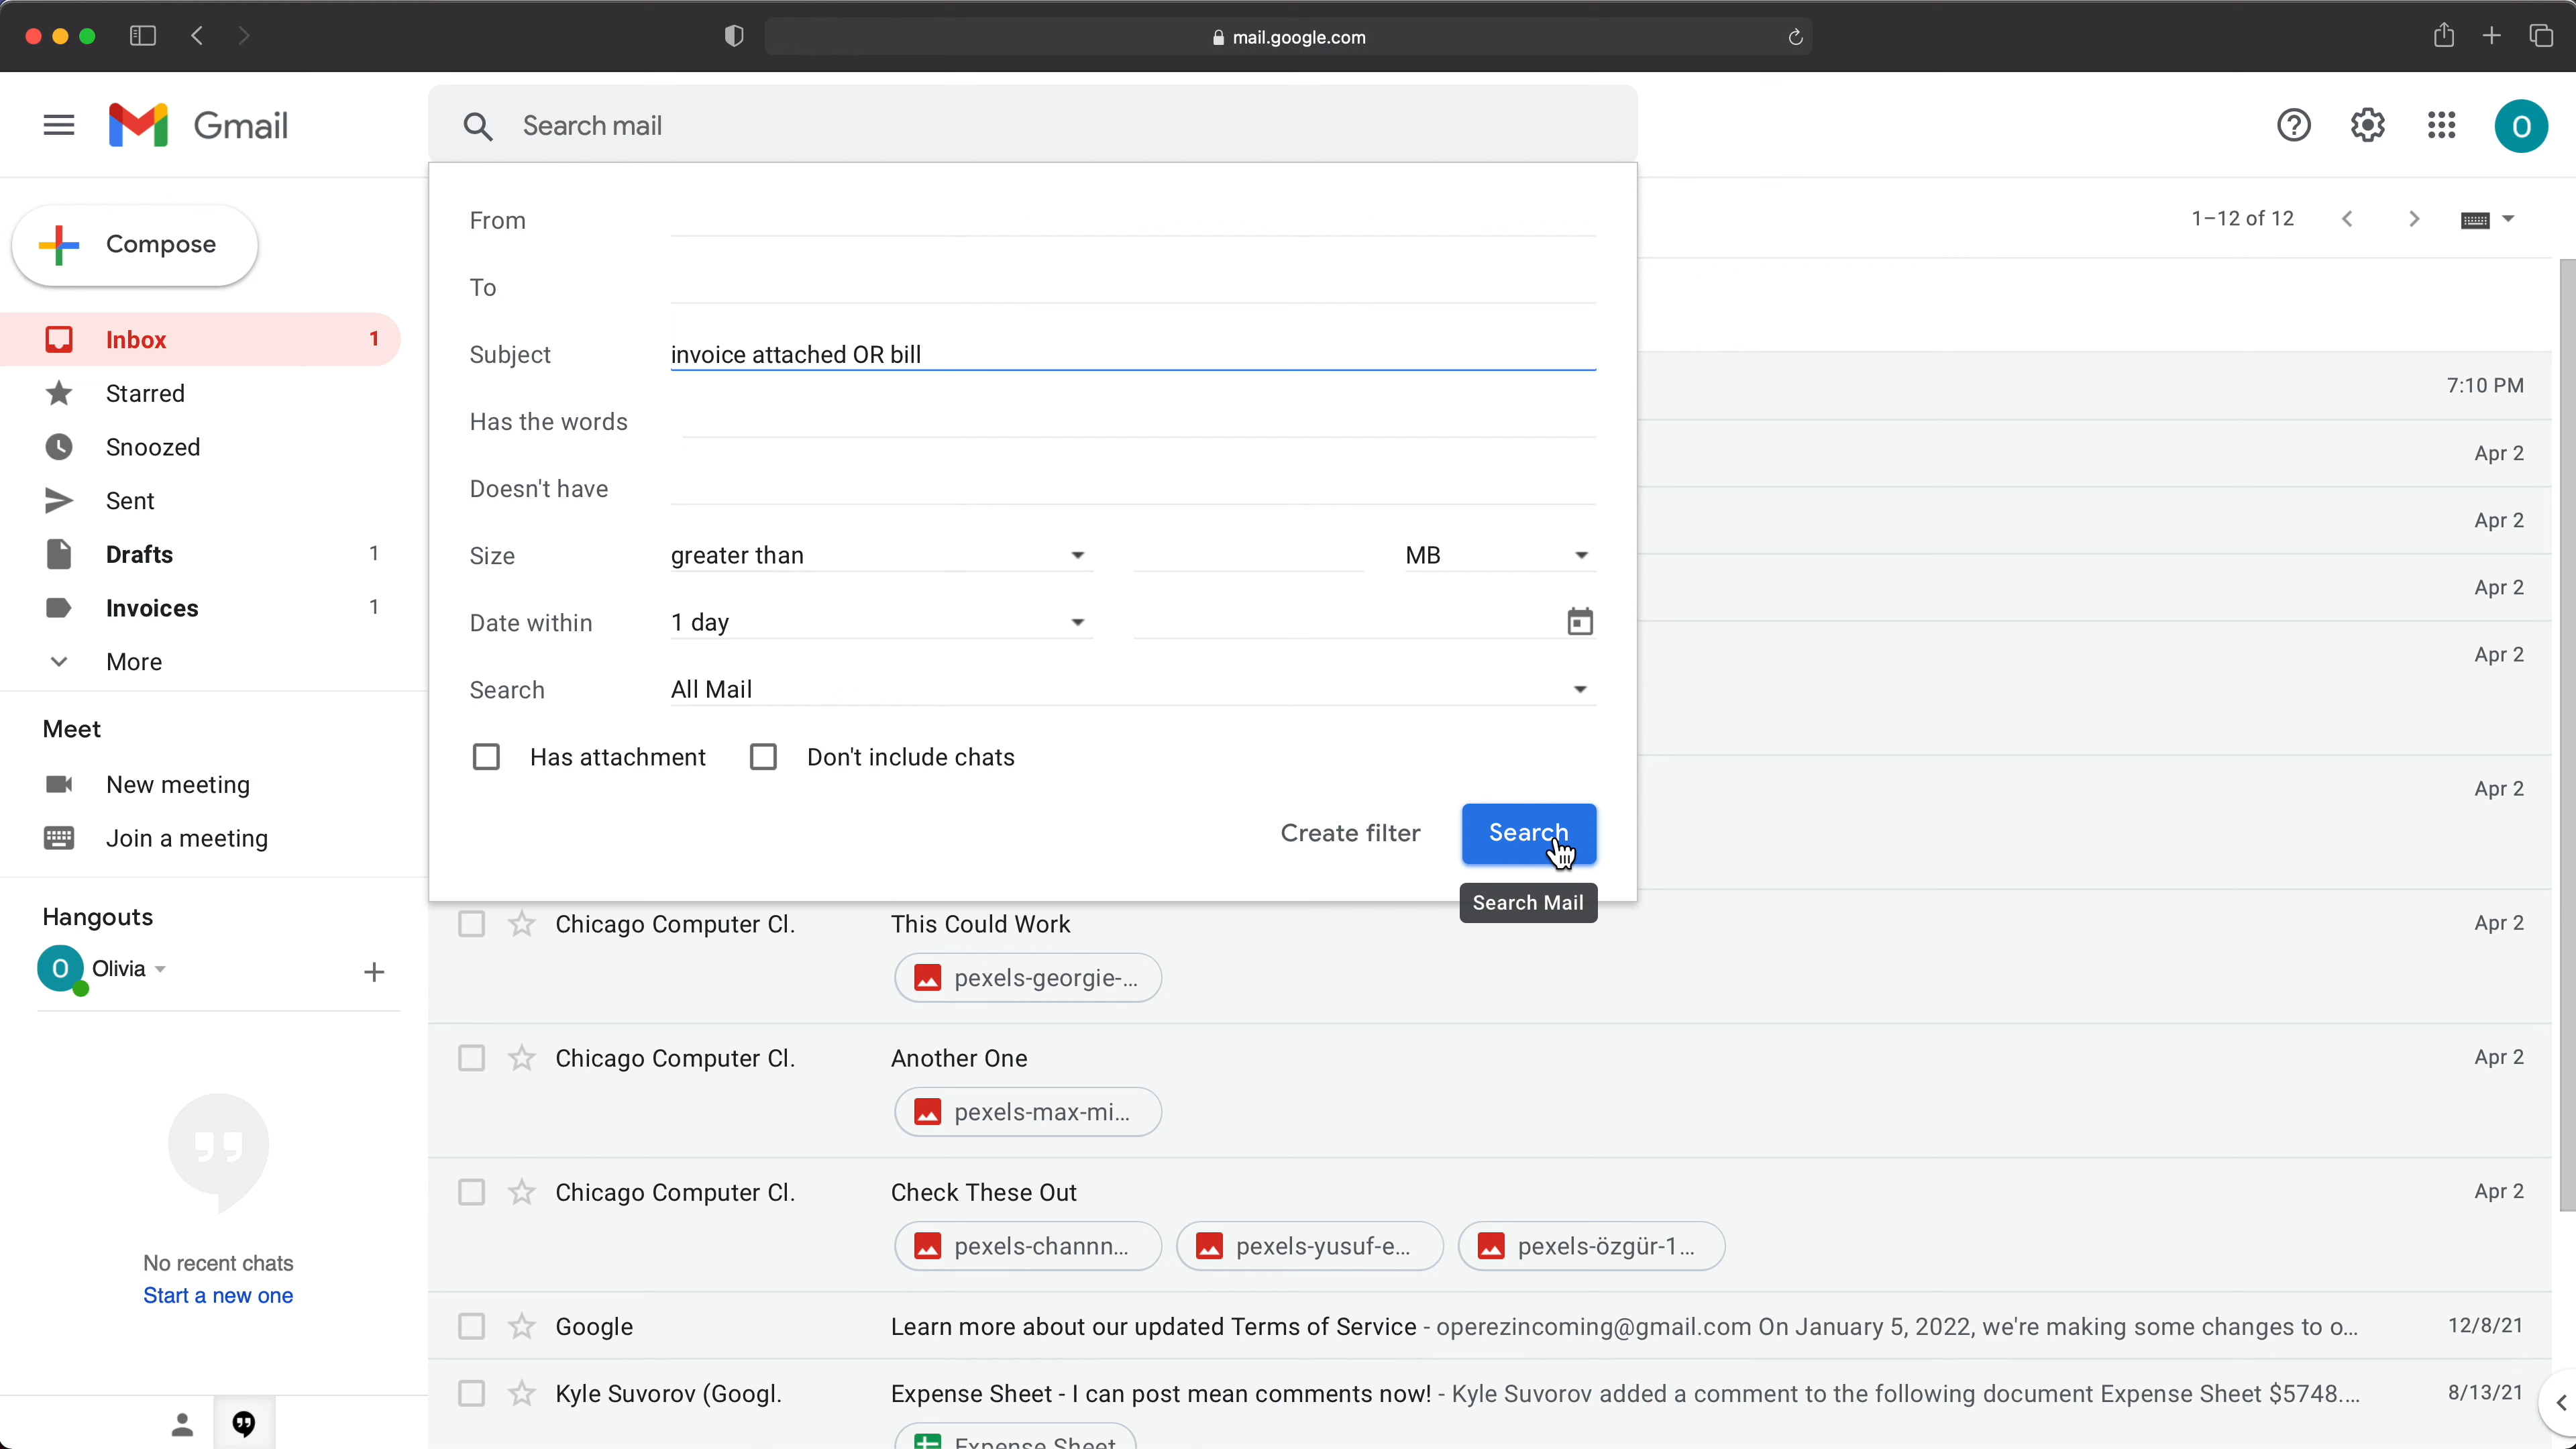 mail.google.com
Gmail
Search mail
O
Compose
Inbox 1
Starred
Snoozed
Sent
Drafts 1
Invoices 1
More
Meet
New meeting
Join a meeting
Hangouts
O Olivia
No recent chats
Start a new one
From
To
Subject invoice attached OR bill
Has the words
Doesn't have
Size greater than MB
Date within 1 day
Search All Mail
Has attachment Don't include chats
Create filter Search
Search Mail
1–12 of 12
7:10 PM
Apr 2
Apr 2
Apr 2
Apr 2
Apr 2
Chicago Computer Cl. This Could Work Apr 2
pexels-georgie-...
Chicago Computer Cl. Another One Apr 2
pexels-max-mi...
Chicago Computer Cl. Check These Out Apr 2
pexels-channn... pexels-yusuf-e... pexels-özgür-1...
Google Learn more about our updated Terms of Service - operezincoming@gmail.com On January 5, 2022, we're making some changes to o... 12/8/21
Kyle Suvorov (Googl. Expense Sheet - I can post mean comments now! - Kyle Suvorov added a comment to the following document Expense Sheet $5748.... 8/13/21
Expense Sheet